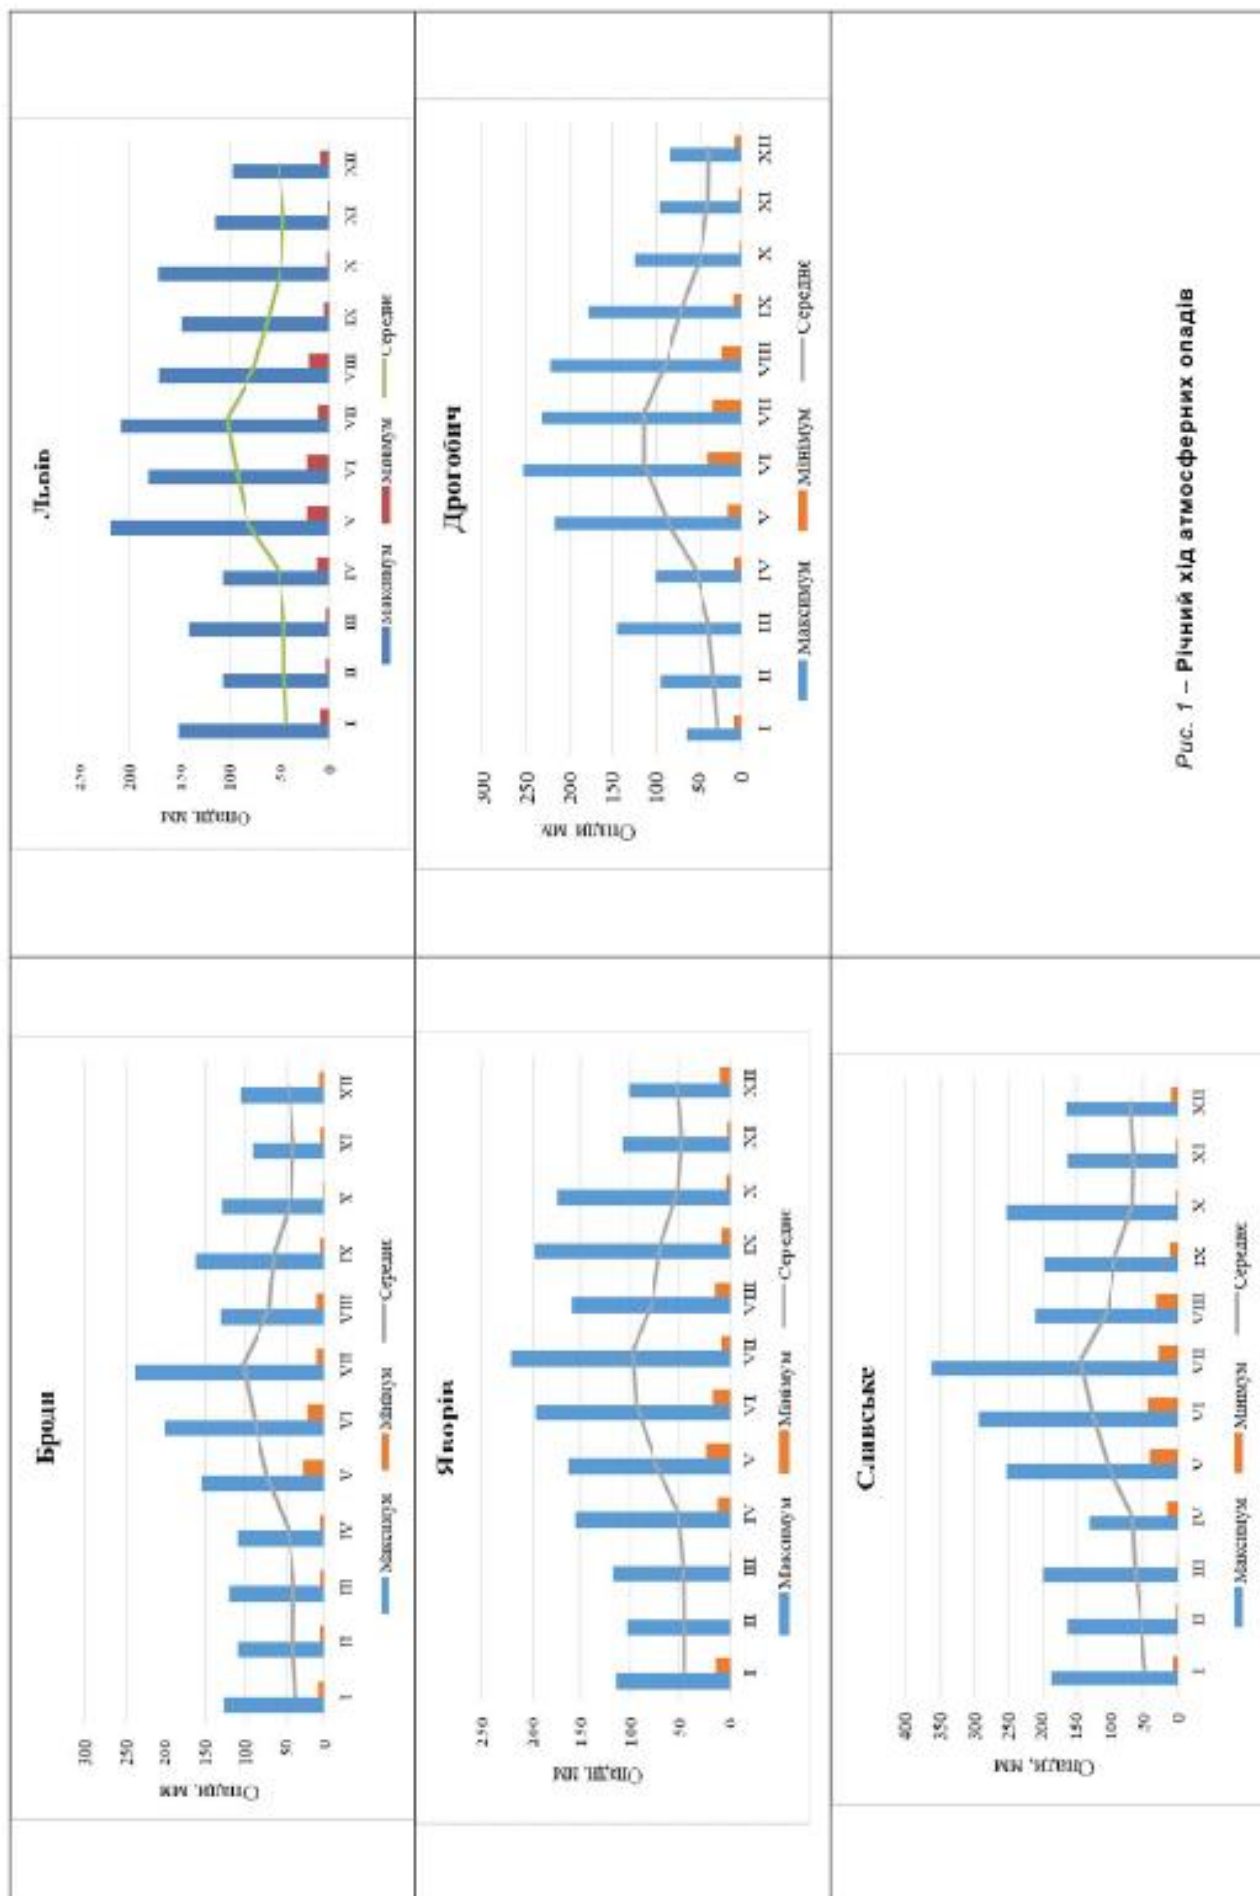 Броди
300
250
200
150
100
50
0
Опади, мм
I II III IV V VI VII VIII IX X XI XII
Максимум Мінімум Середнє
Львів
250
200
150
100
50
0
Опади, мм
I II III IV V VI VII VIII IX X XI XII
Максимум Мінімум Середнє
Яворів
250
200
150
100
50
0
Опади, мм
I II III IV V VI VII VIII IX X XI XII
Максимум Мінімум Середнє
Дрогобич
300
250
200
150
100
50
0
Опади мм
I II III IV V VI VII VIII IX X XI XII
Максимум Мінімум Середнє
Славське
400
350
300
250
200
150
100
50
0
Опади, мм
I II III IV V VI VII VIII IX X XI XII
Максимум Мінімум Середнє
Рис. 1 – Річний хід атмосферних опадів